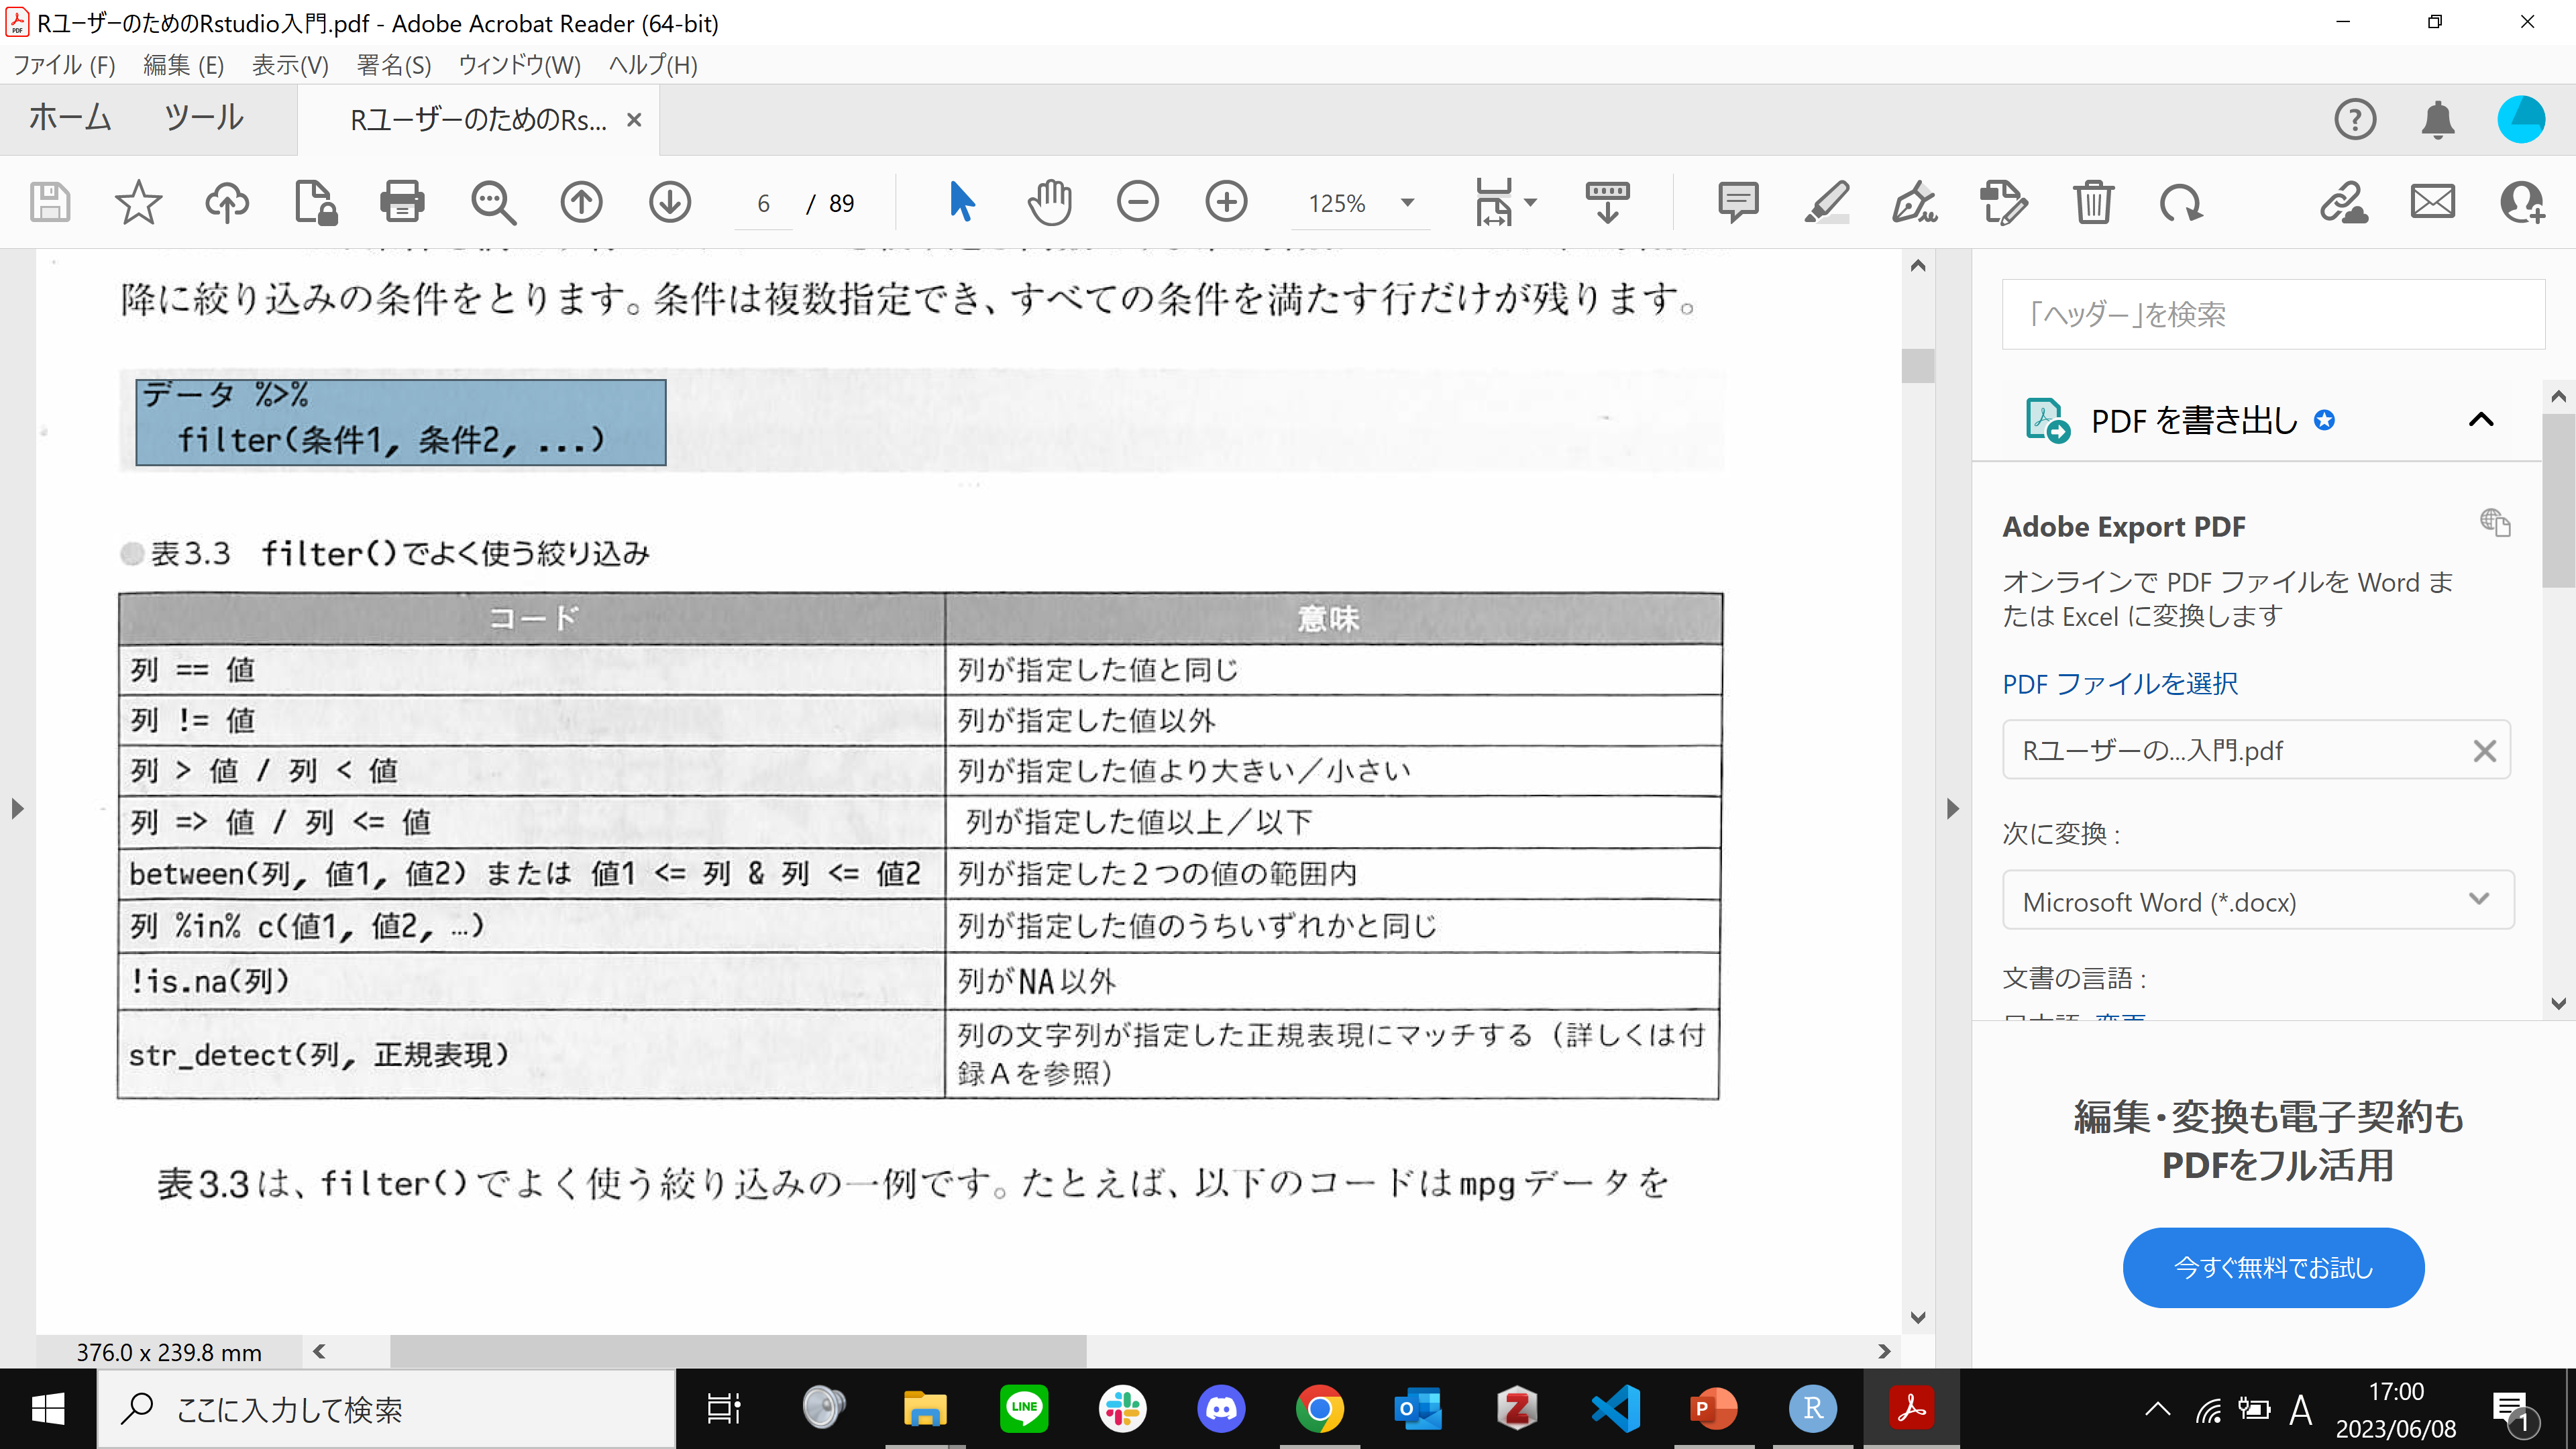 RユーザーのためのRstudio入門.pdf - Adobe Acrobat Reader (64-bit)
ファイル (F) 編集 (E) 表示(V) 署名(S) ウィンドウ(W) ヘルプ(H)
ホーム ツール RユーザーのためのRs...
6 / 89 125%
降に絞り込みの条件をとります。条件は複数指定でき、すべての条件を満たす行だけが残ります。
データ %>%
filter(条件1, 条件2, ...)
表3.3 filter()でよく使う絞り込み
コード 意味
列 == 値 列が指定した値と同じ
列 != 値 列が指定した値以外
列 > 値 / 列 < 値 列が指定した値より大きい／小さい
列 => 値 / 列 <= 値 列が指定した値以上／以下
between(列, 値1, 値2) または 値1 <= 列 & 列 <= 値2 列が指定した2つの値の範囲内
列 %in% c(値1, 値2, …) 列が指定した値のうちいずれかと同じ
!is.na(列) 列がNA以外
str_detect(列, 正規表現) 列の文字列が指定した正規表現にマッチする（詳しくは付
録Aを参照）
表3.3は、filter()でよく使う絞り込みの一例です。たとえば、以下のコードはmpgデータを
376.0 x 239.8 mm
「ヘッダー」を検索
PDF を書き出し
Adobe Export PDF
オンラインで PDF ファイルを Word ま
たは Excel に変換します
PDF ファイルを選択
Rユーザーの...入門.pdf
次に変換 :
Microsoft Word (*.docx)
文書の言語 :
編集・変換も電子契約も
PDFをフル活用
今すぐ無料でお試し
ここに入力して検索
LINE
A
17:00
2023/06/08
1